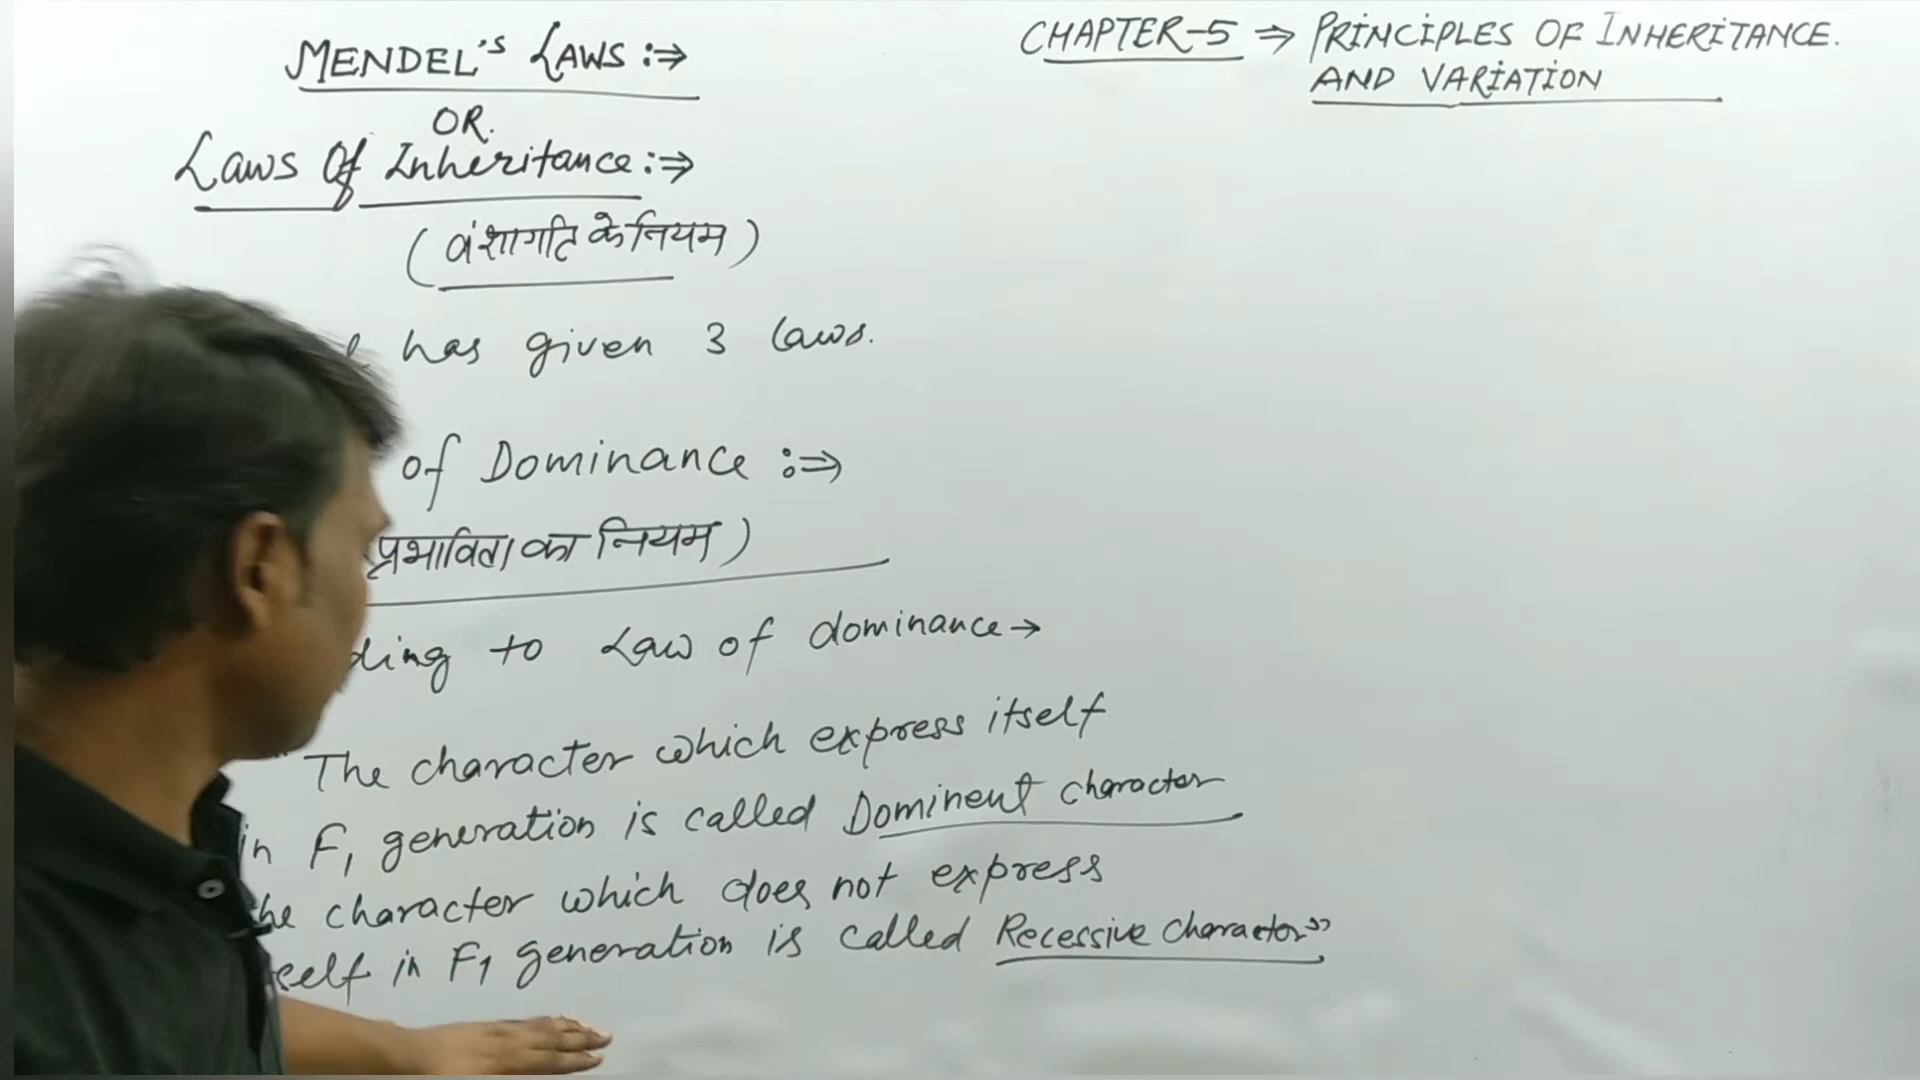 MENDEL'S LAWS :⇒
OR.
Laws Of Inheritance :⇒
(वंशागति के नियम)
has given 3 laws.
of Dominance :⇒
प्रभाविता का नियम)
ding to Law of dominance →
The character which express itself
in F₁ generation is called Dominent character
he character which does not express
self in F₁ generation is called Recessive character"
CHAPTER-5 ⇒ PRINCIPLES OF INHERITANCE.
AND VARIATION